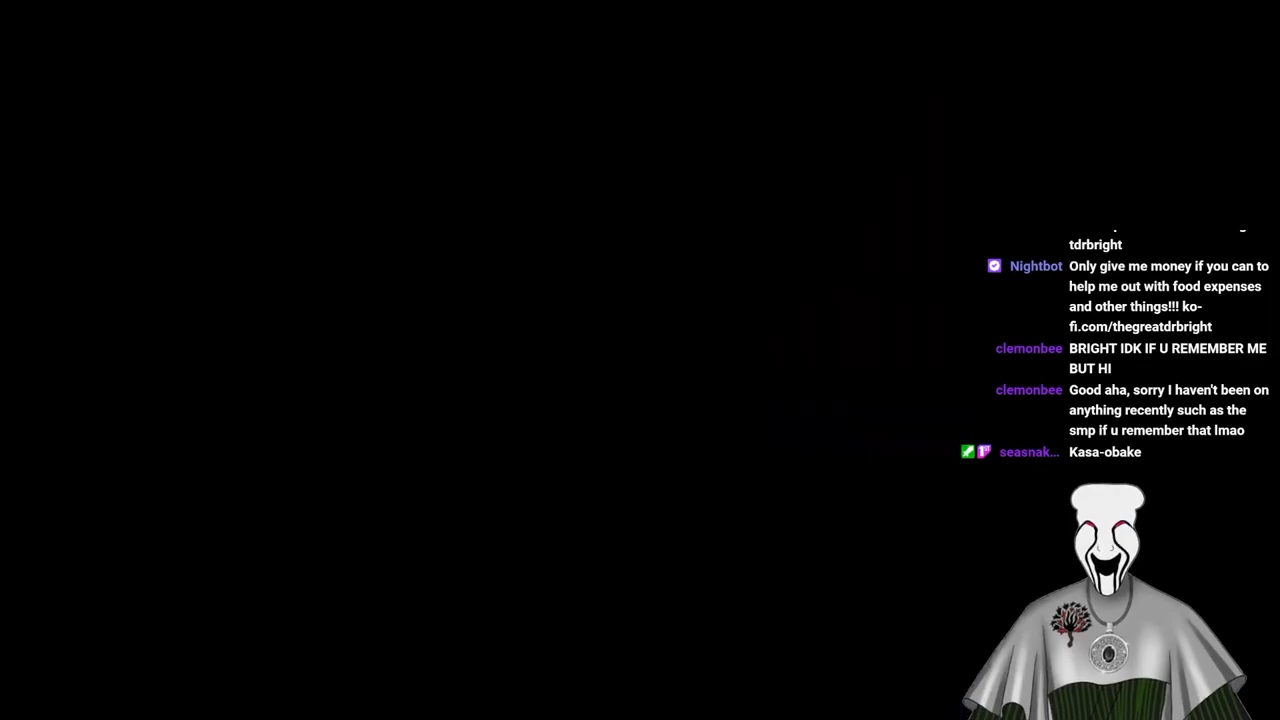 tdrbright
Nightbot Only give me money if you can to
help me out with food expenses
and other things!!! ko-
fi.com/thegreatdrbright
clemonbee BRIGHT IDK IF U REMEMBER ME
BUT HI
clemonbee Good aha, sorry I haven't been on
anything recently such as the
smp if u remember that lmao
seasnak... Kasa-obake